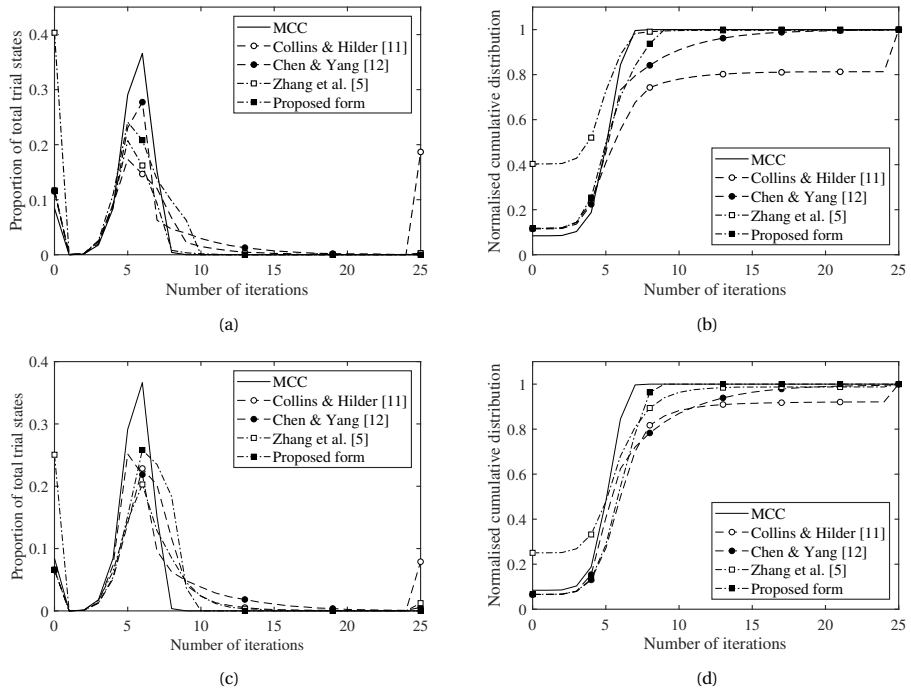 0.4
0.3
0.2
0.1
0
Proportion of total trial states
MCC
Collins & Hilder [11]
Chen & Yang [12]
Zhang et al. [5]
Proposed form
0 5 10 15 20 25
Number of iterations
(a)
1
0.8
0.6
0.4
0.2
0
Normalised cumulative distribution
MCC
Collins & Hilder [11]
Chen & Yang [12]
Zhang et al. [5]
Proposed form
0 5 10 15 20 25
Number of iterations
(b)
0.4
0.3
0.2
0.1
0
Proportion of total trial states
MCC
Collins & Hilder [11]
Chen & Yang [12]
Zhang et al. [5]
Proposed form
0 5 10 15 20 25
Number of iterations
(c)
1
0.8
0.6
0.4
0.2
0
Normalised cumulative distribution
MCC
Collins & Hilder [11]
Chen & Yang [12]
Zhang et al. [5]
Proposed form
0 5 10 15 20 25
Number of iterations
(d)